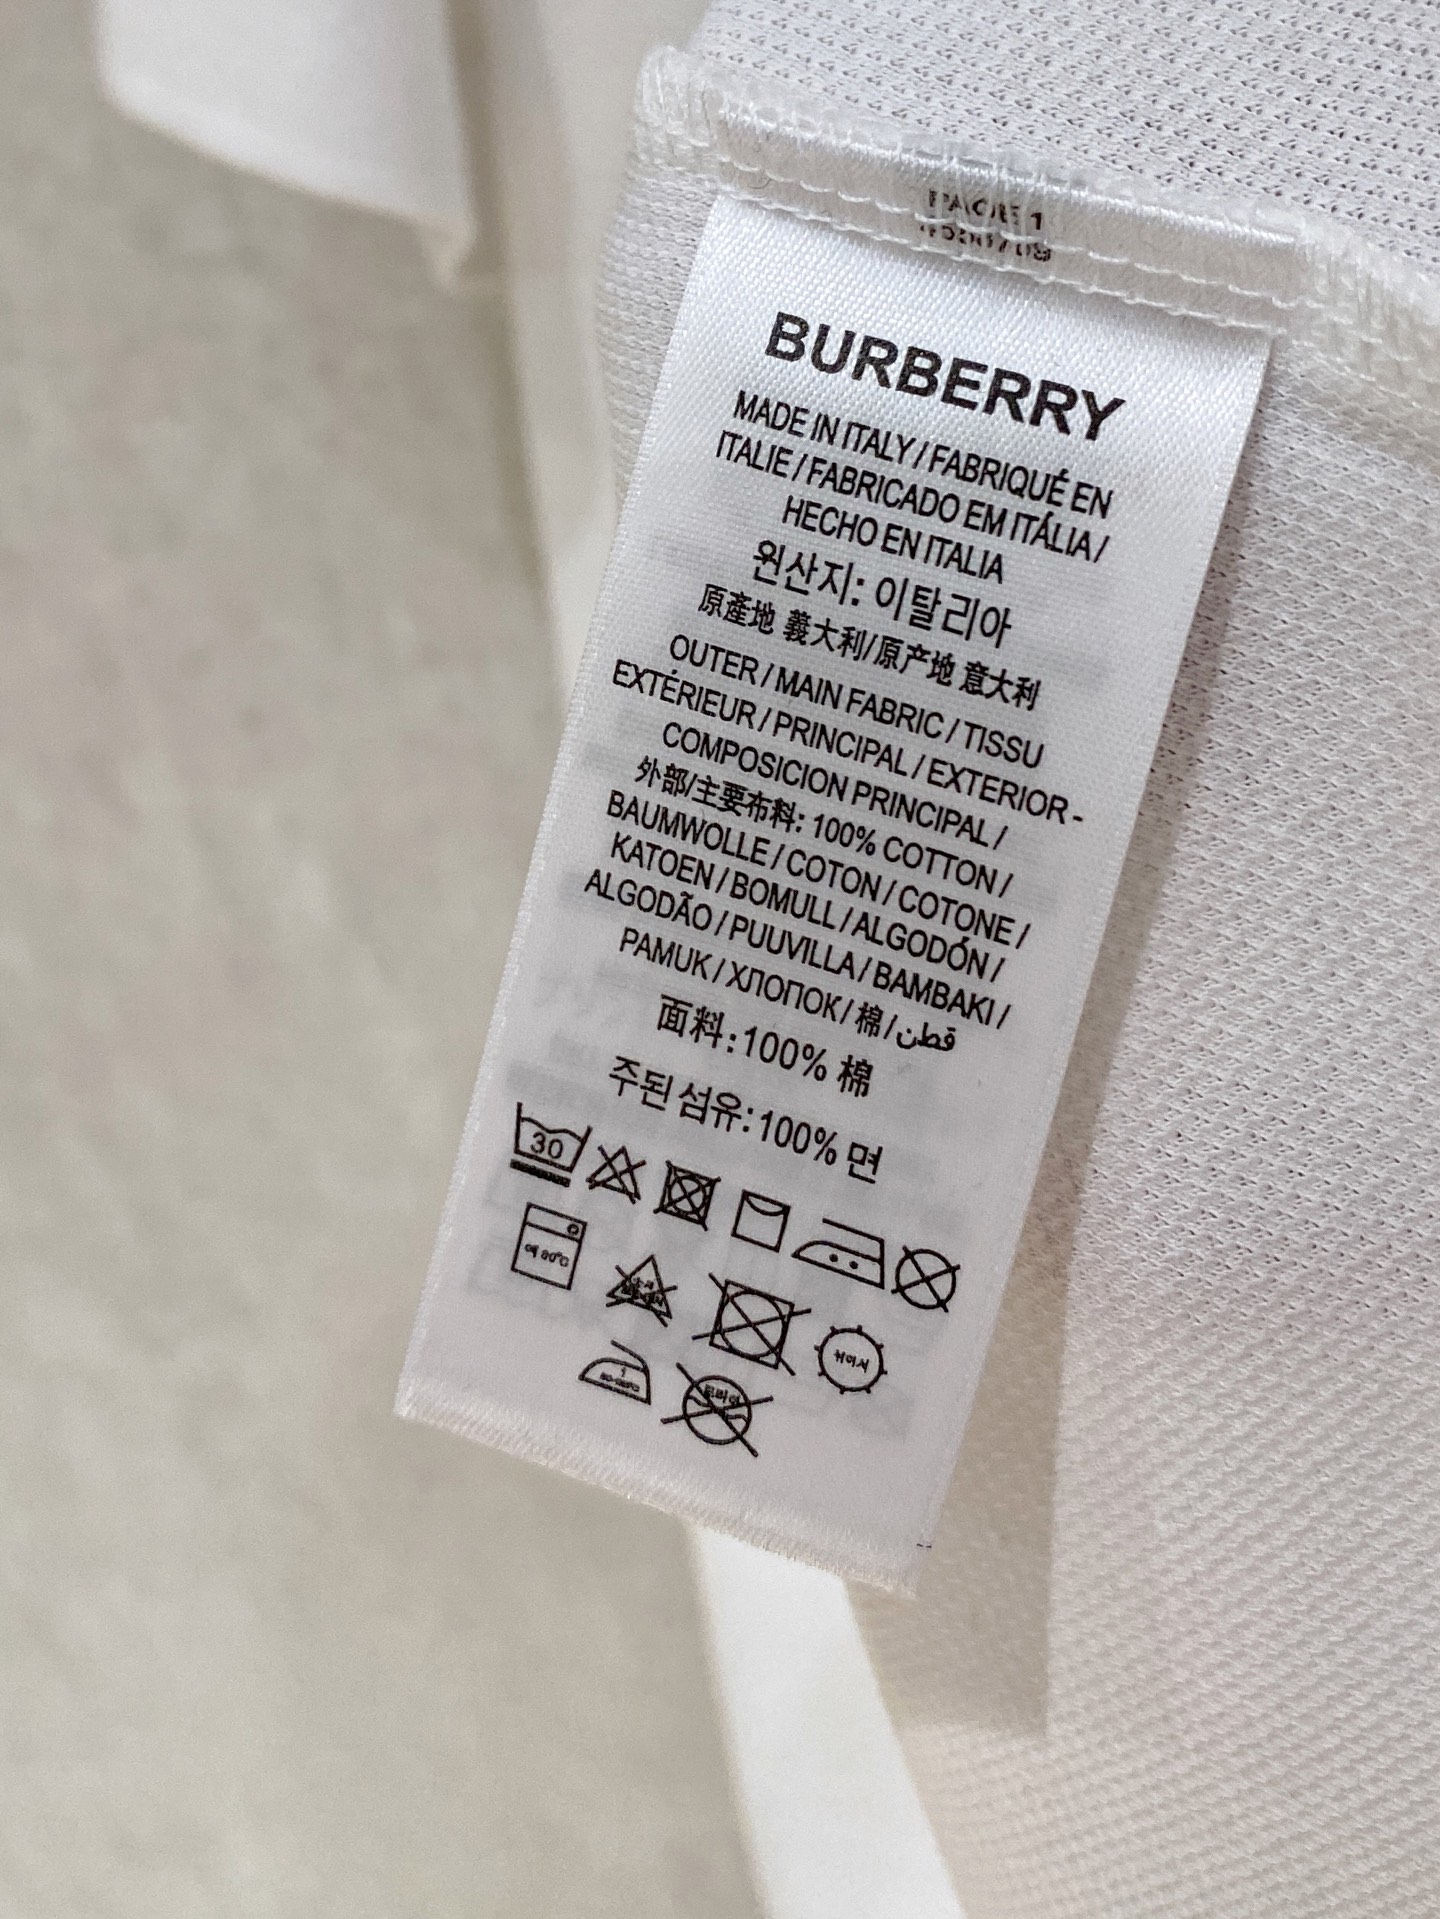 PAGE 1
BURBERRY
MADE IN ITALY / FABRIQUÉ EN
ITALIE / FABRICADO EM ITÁLIA /
HECHO EN ITALIA
원산지: 이탈리아
原產地 義大利/原产地 意大利
OUTER / MAIN FABRIC / TISSU
EXTÉRIEUR / PRINCIPAL / EXTERIOR -
COMPOSICION PRINCIPAL /
外部/主要布料: 100% COTTON /
BAUMWOLLE / COTON / COTONE /
KATOEN / BOMULL / ALGODÓN /
ALGODÃO / PUUVILLA / BAMBAKI /
PAMUK / ХЛОПОК / 棉 / قطن
面料:100% 棉
주된 섬유:100% 면
30